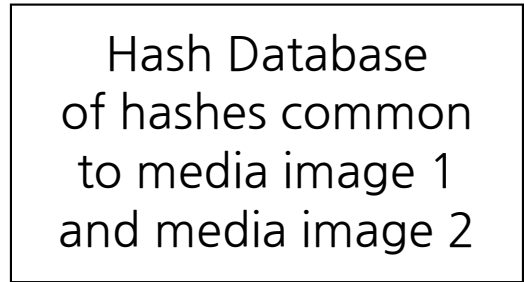 Hash Database
of hashes common
to media image 1
and media image 2